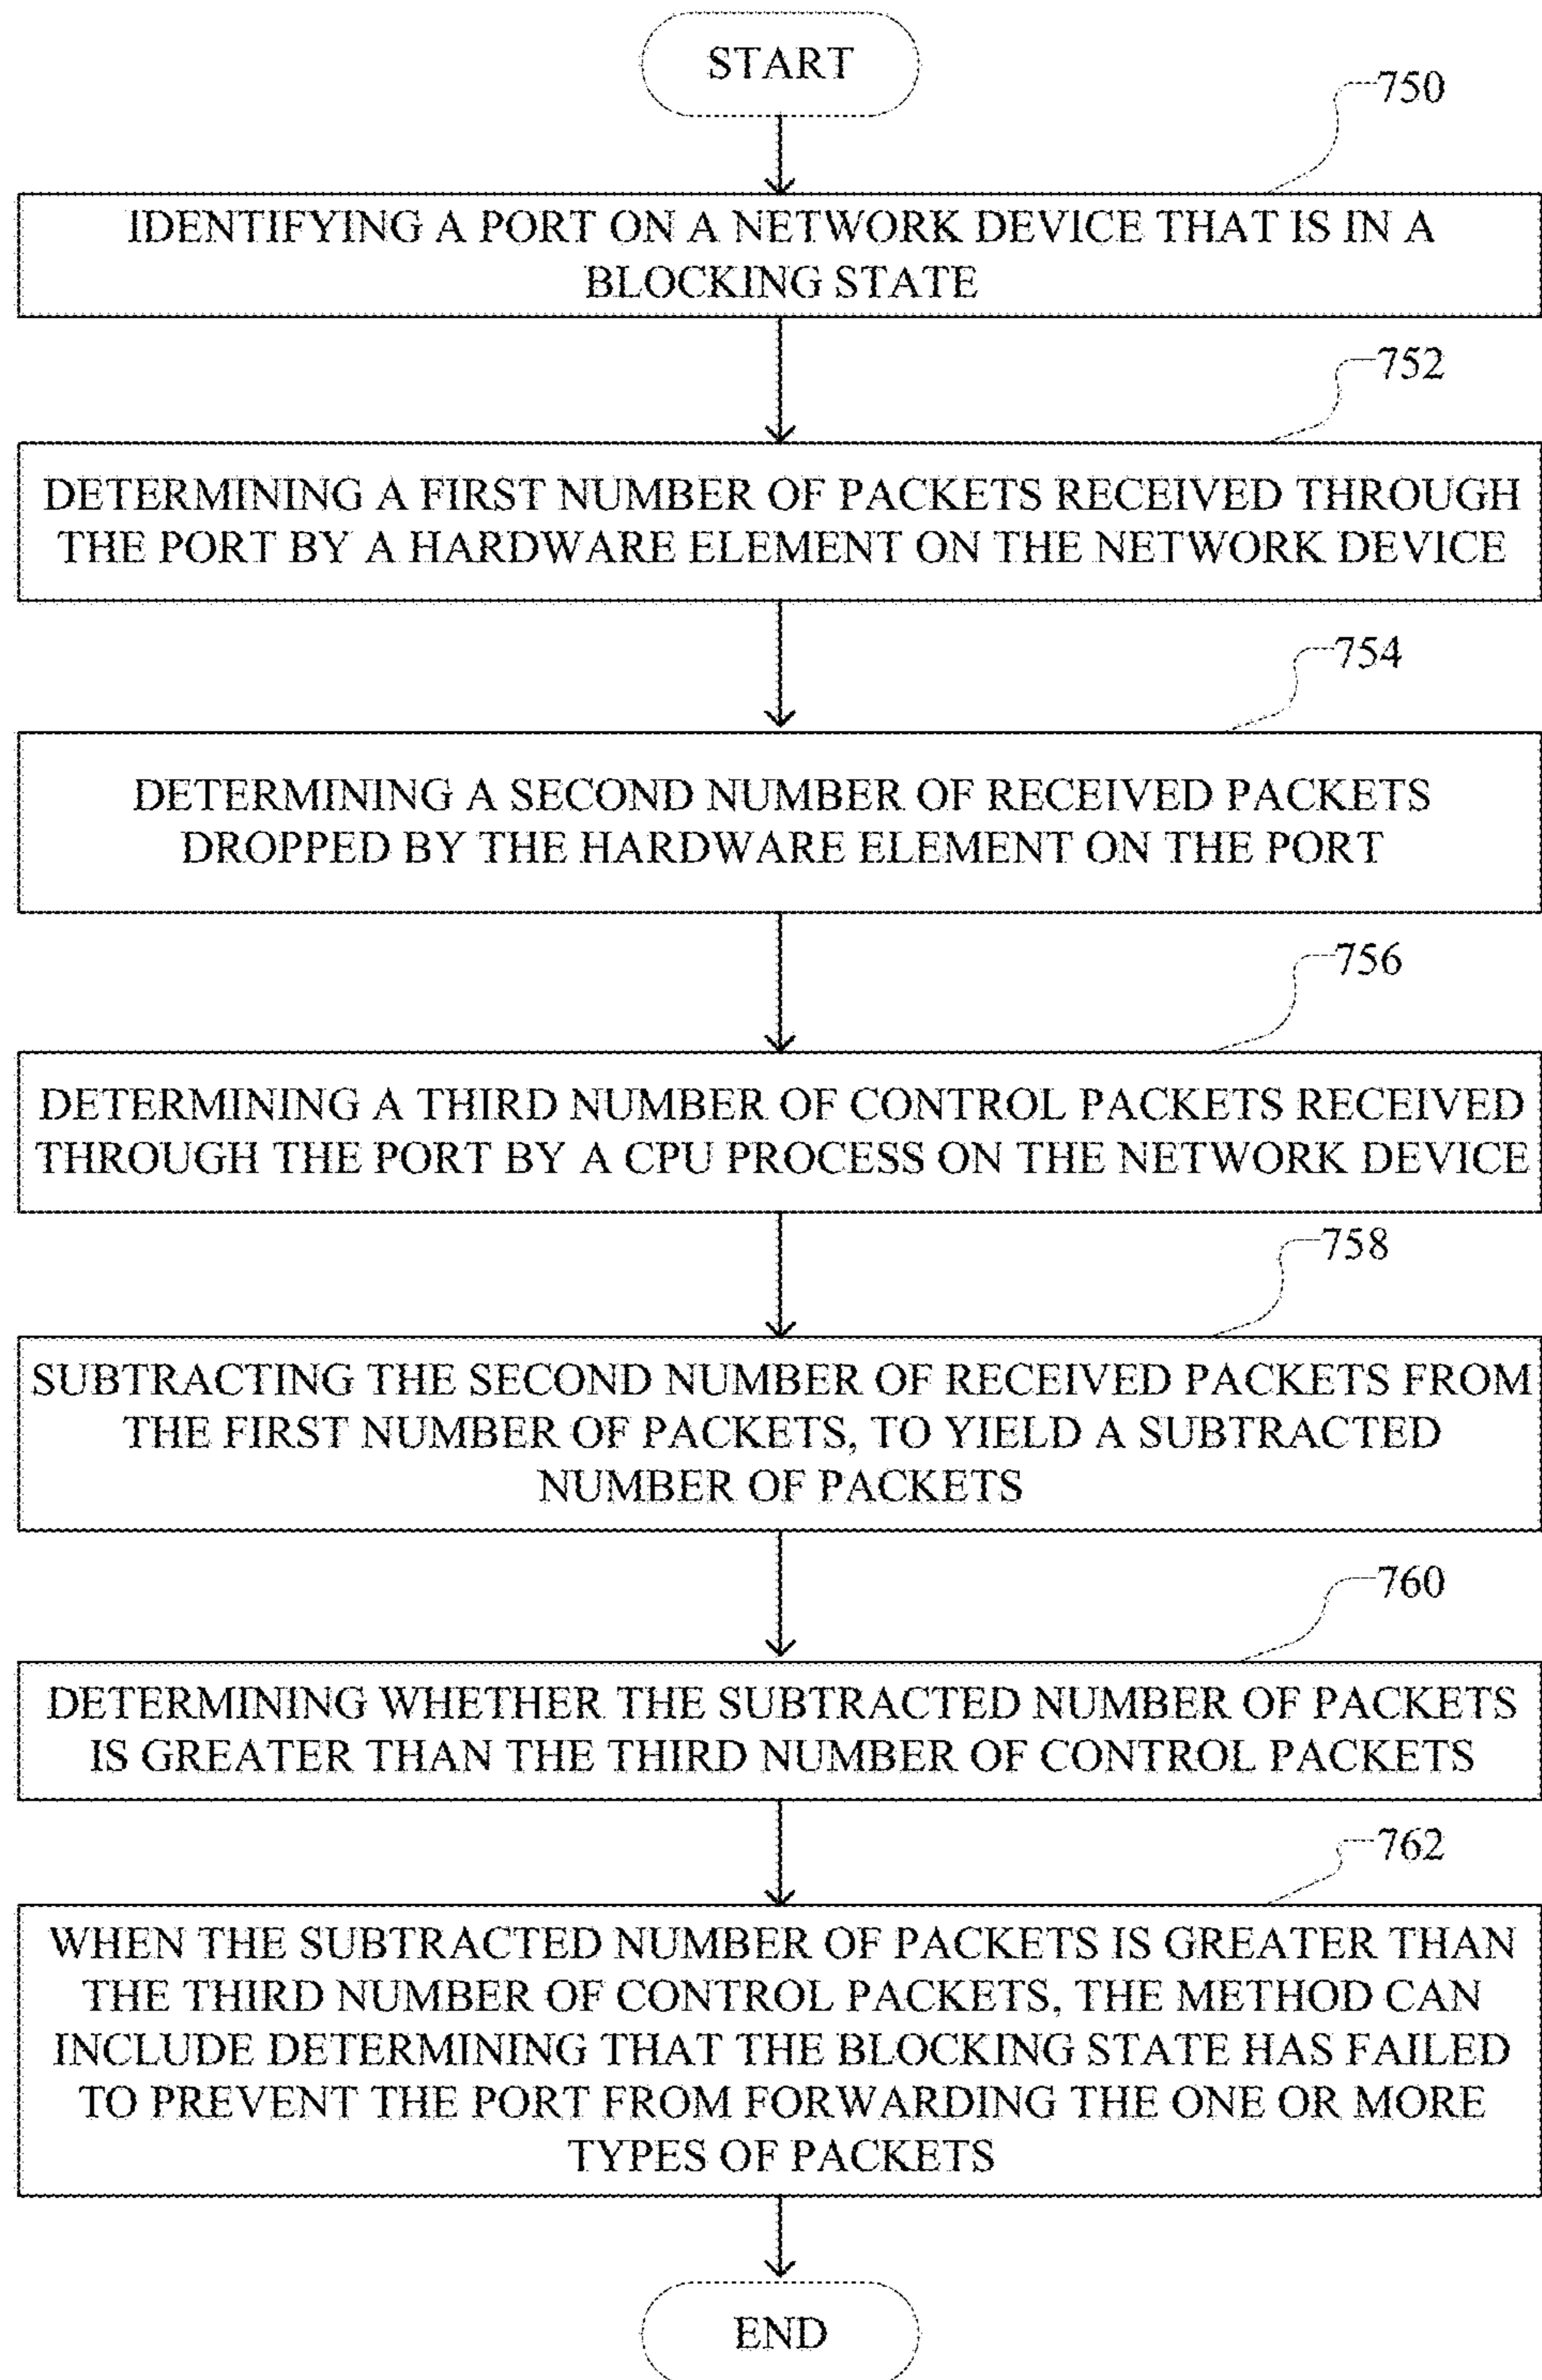 START
750
IDENTIFYING A PORT ON A NETWORK DEVICE THAT IS IN A
BLOCKING STATE
752
DETERMINING A FIRST NUMBER OF PACKETS RECEIVED THROUGH
THE PORT BY A HARDWARE ELEMENT ON THE NETWORK DEVICE
754
DETERMINING A SECOND NUMBER OF RECEIVED PACKETS
DROPPED BY THE HARDWARE ELEMENT ON THE PORT
756
DETERMINING A THIRD NUMBER OF CONTROL PACKETS RECEIVED
THROUGH THE PORT BY A CPU PROCESS ON THE NETWORK DEVICE
758
SUBTRACTING THE SECOND NUMBER OF RECEIVED PACKETS FROM
THE FIRST NUMBER OF PACKETS, TO YIELD A SUBTRACTED
NUMBER OF PACKETS
760
DETERMINING WHETHER THE SUBTRACTED NUMBER OF PACKETS
IS GREATER THAN THE THIRD NUMBER OF CONTROL PACKETS
762
WHEN THE SUBTRACTED NUMBER OF PACKETS IS GREATER THAN
THE THIRD NUMBER OF CONTROL PACKETS, THE METHOD CAN
INCLUDE DETERMINING THAT THE BLOCKING STATE HAS FAILED
TO PREVENT THE PORT FROM FORWARDING THE ONE OR MORE
TYPES OF PACKETS
END